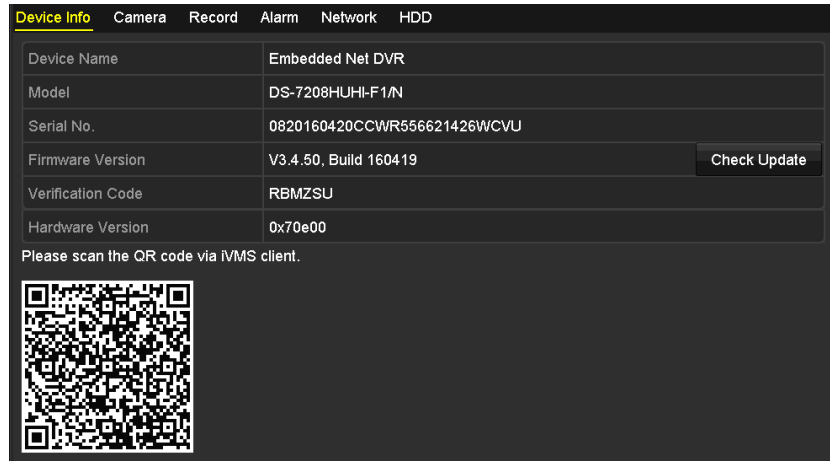 Device Info Camera Record Alarm Network HDD
Device Name Embedded Net DVR
Model DS-7208HUHI-F1/N
Serial No. 0820160420CCWR556621426WCVU
Firmware Version V3.4.50, Build 160419 Check Update
Verification Code RBMZSU
Hardware Version 0x70e00
Please scan the QR code via iVMS client.